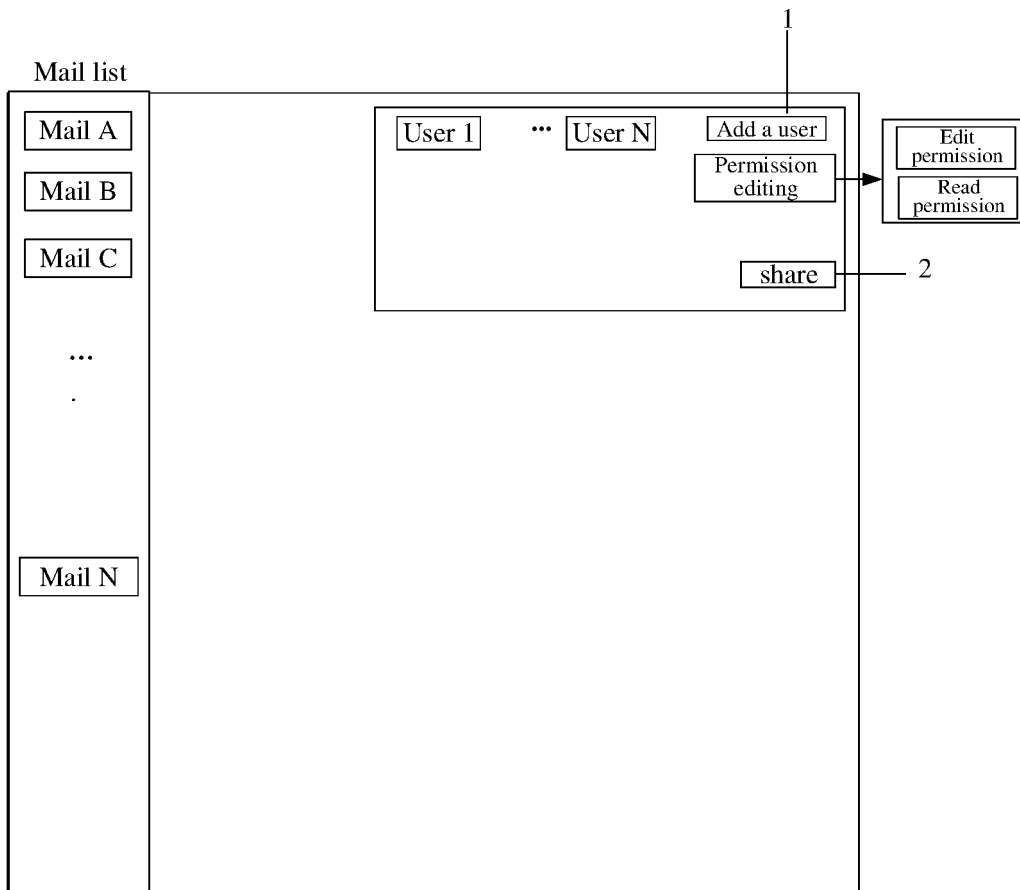 1
Mail list
Mail A
User 1
...
User N
Add a user
Edit
permission
Permission
editing
Mail B
Read
permission
Mail C
share
2
...
.
Mail N